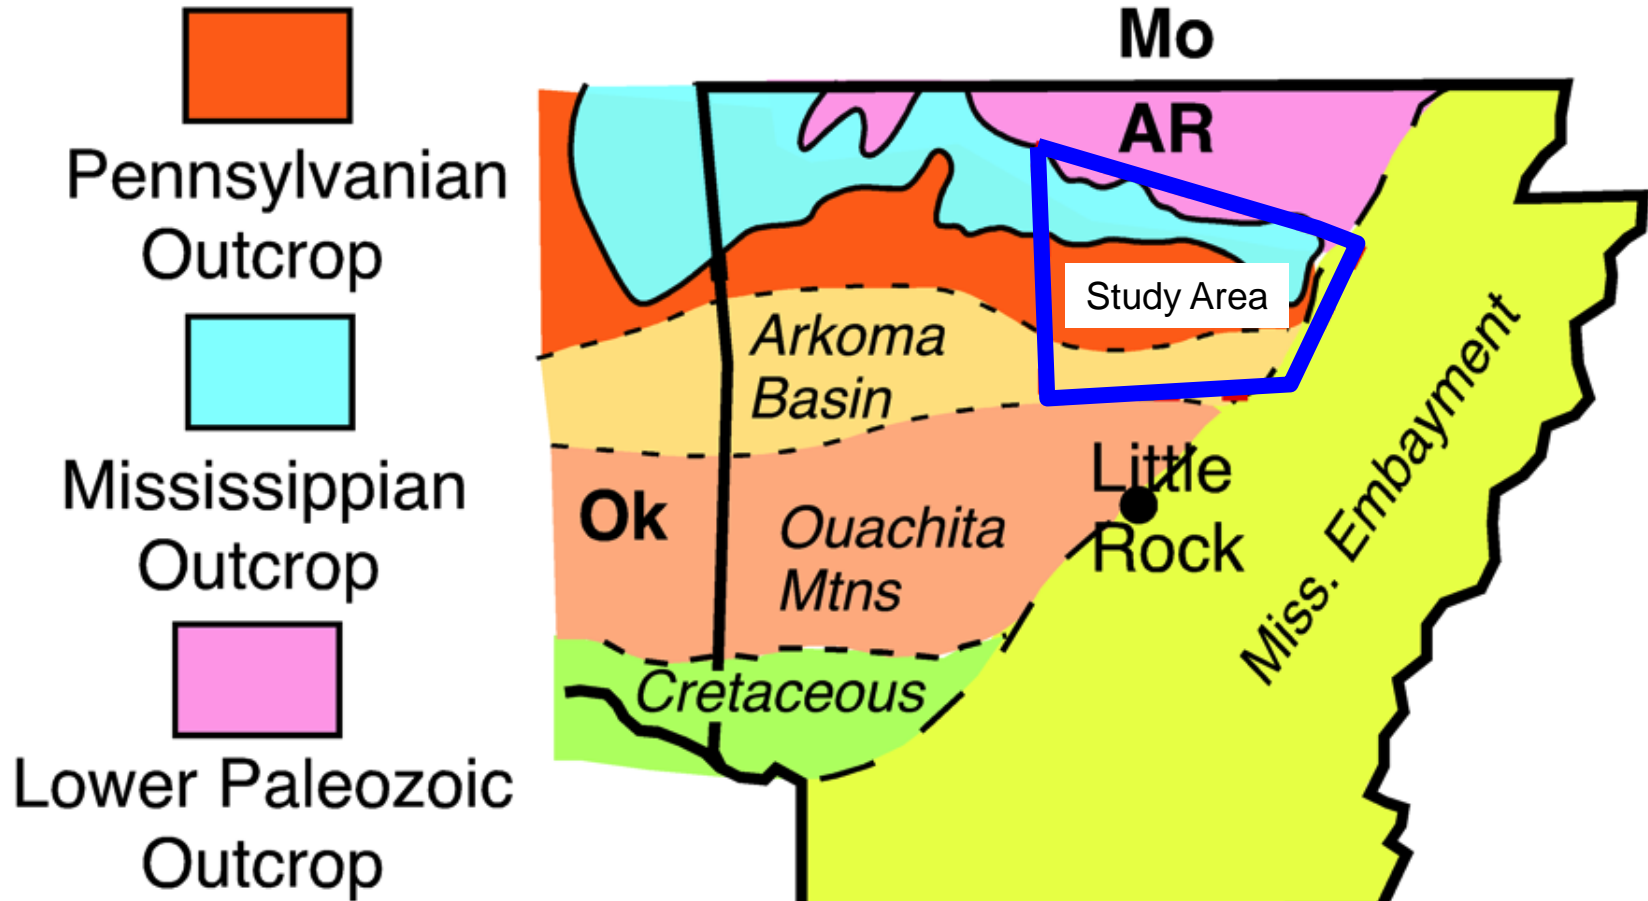 Pennsylvanian
Outcrop
Mississippian
Outcrop
Lower Paleozoic
Outcrop
Mo
AR
Study Area
Arkoma
Basin
Ok
Ouachita
Mtns
Little
Rock
Miss. Embayment
Cretaceous